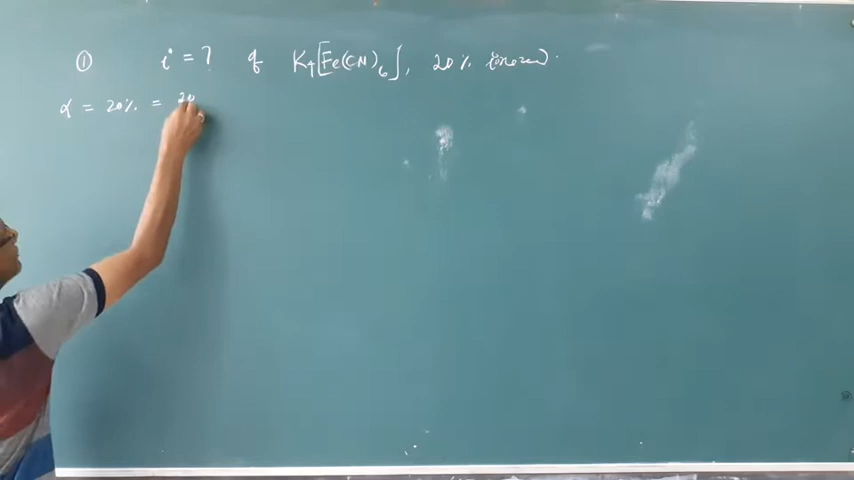 ① i = ? of K4[Fe(CN)6], 20% ionized.
α = 20% = 20